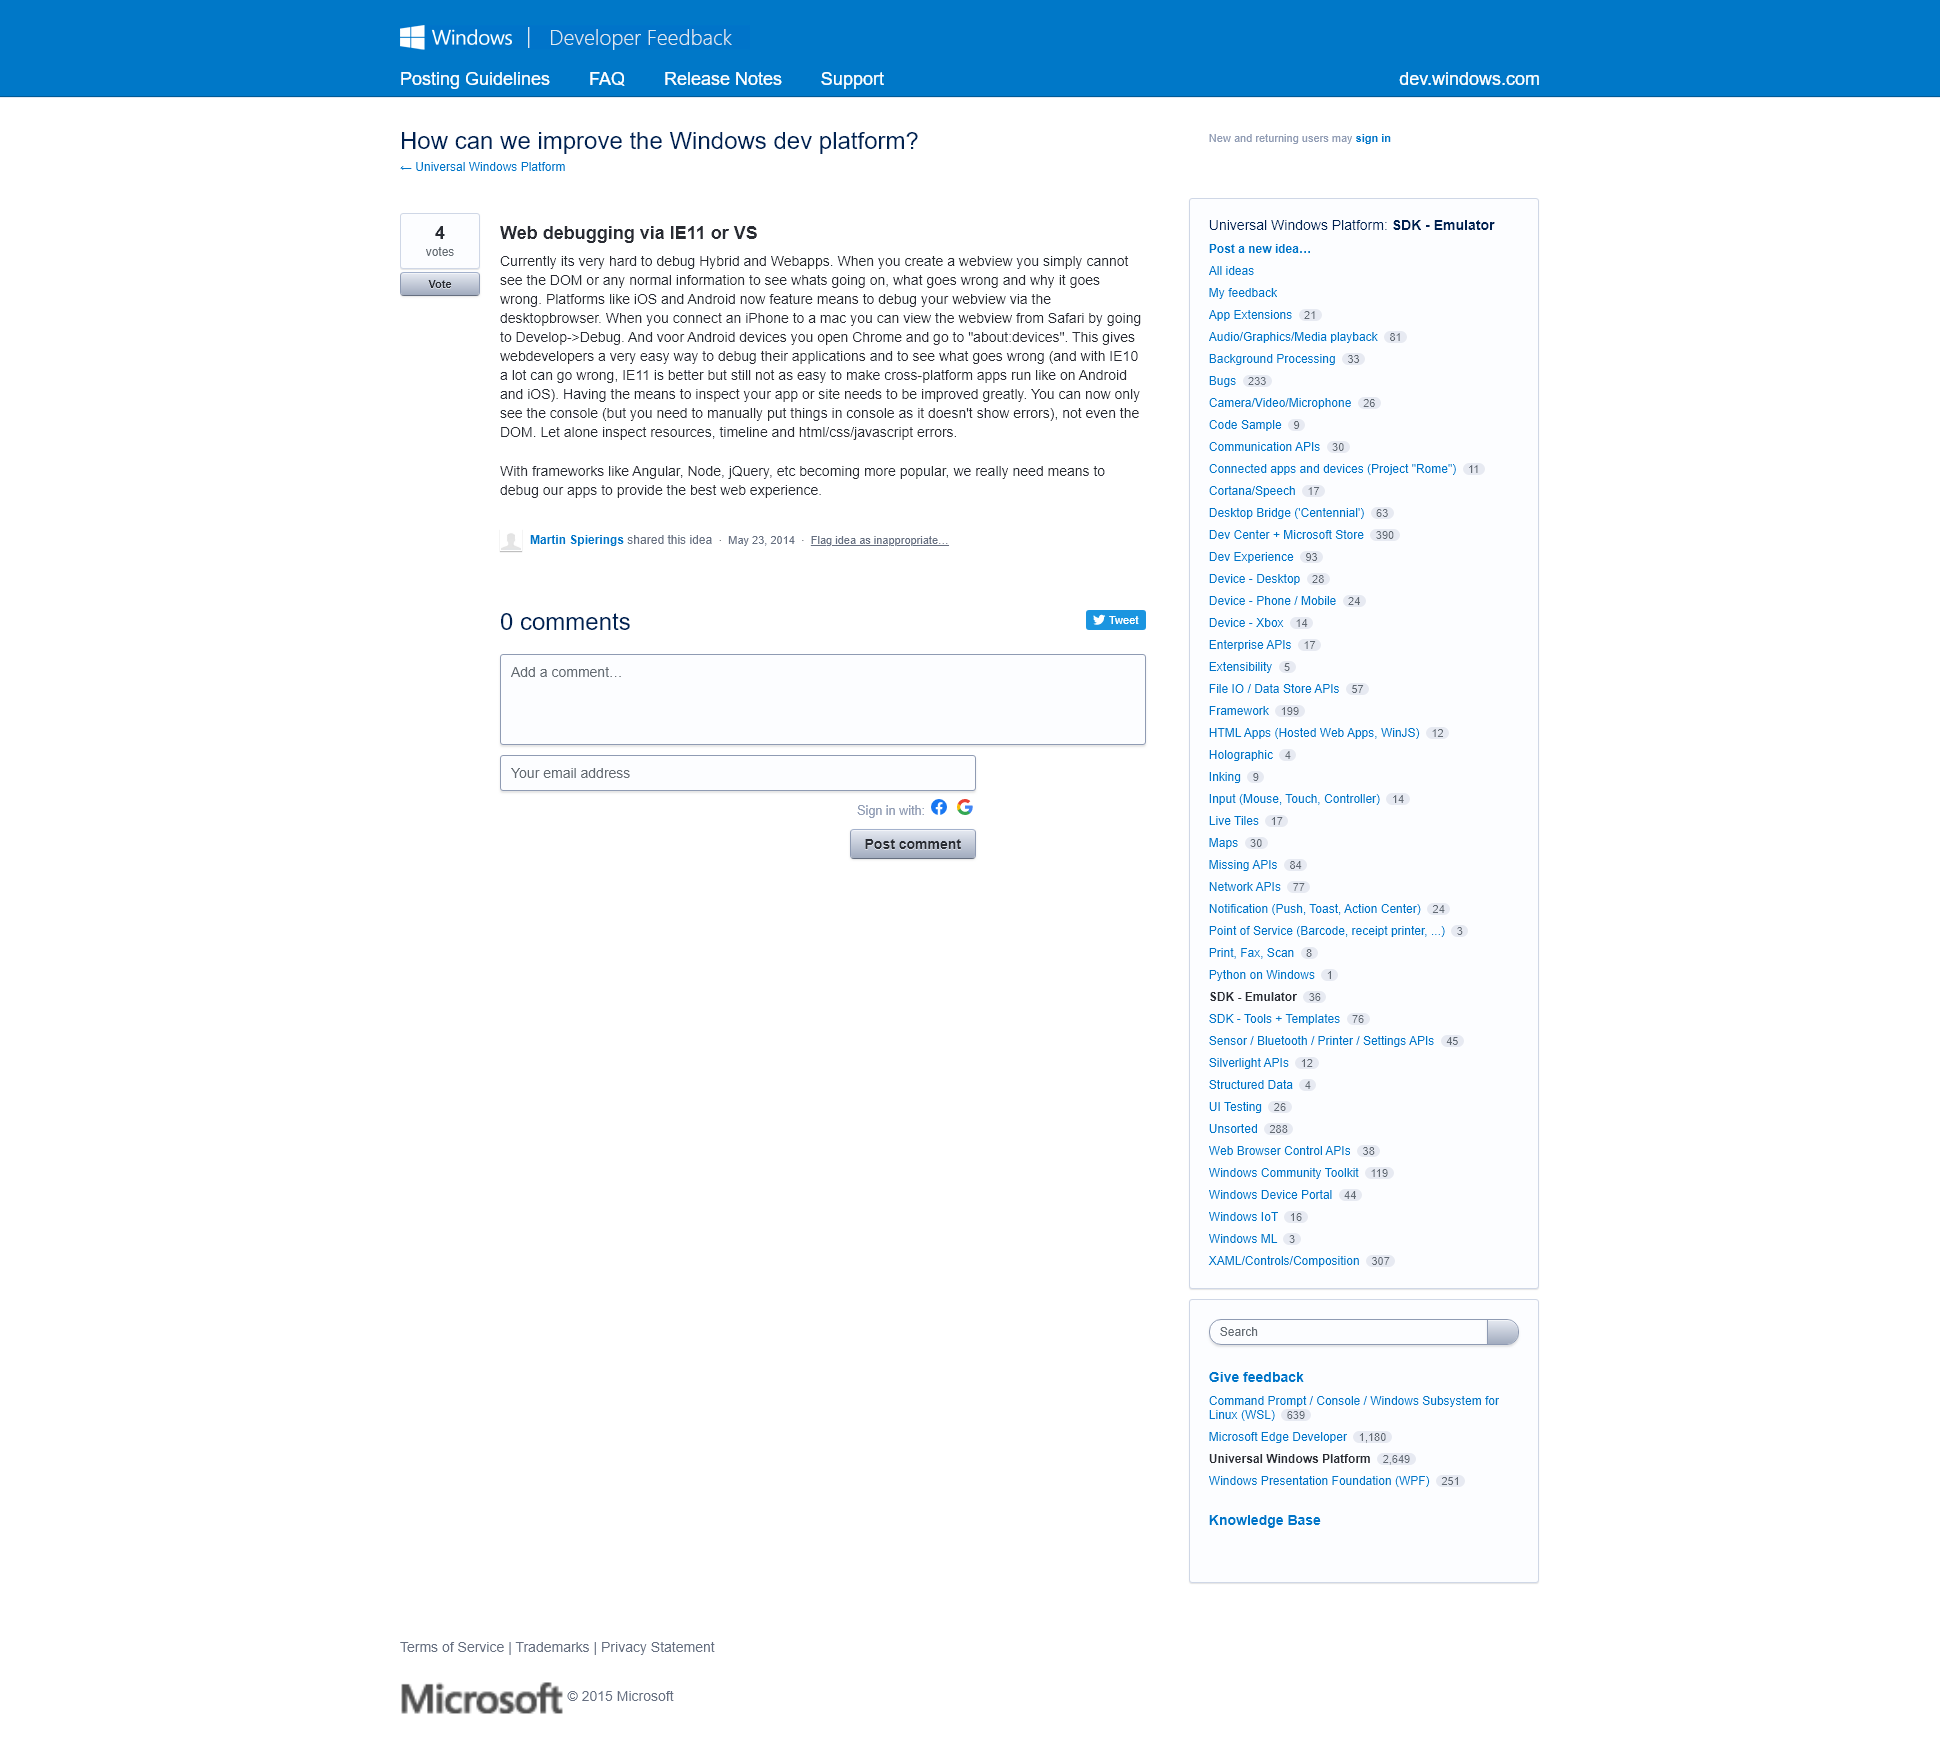 Windows | Developer Feedback
Posting Guidelines FAQ Release Notes Support dev.windows.com
How can we improve the Windows dev platform?
← Universal Windows Platform
New and returning users may sign in
4
votes
Vote
Web debugging via IE11 or VS
Currently its very hard to debug Hybrid and Webapps. When you create a webview you simply cannot
see the DOM or any normal information to see whats going on, what goes wrong and why it goes
wrong. Platforms like iOS and Android now feature means to debug your webview via the
desktopbrowser. When you connect an iPhone to a mac you can view the webview from Safari by going
to Develop->Debug. And voor Android devices you open Chrome and go to "about:devices". This gives
webdevelopers a very easy way to debug their applications and to see what goes wrong (and with IE10
a lot can go wrong, IE11 is better but still not as easy to make cross-platform apps run like on Android
and iOS). Having the means to inspect your app or site needs to be improved greatly. You can now only
see the console (but you need to manually put things in console as it doesn't show errors), not even the
DOM. Let alone inspect resources, timeline and html/css/javascript errors.
With frameworks like Angular, Node, jQuery, etc becoming more popular, we really need means to
debug our apps to provide the best web experience.
Martin Spierings shared this idea · May 23, 2014 · Flag idea as inappropriate…
0 comments
Tweet
Add a comment…
Your email address
Sign in with:
Post comment
Universal Windows Platform: SDK - Emulator
Post a new idea…
All ideas
My feedback
App Extensions 21
Audio/Graphics/Media playback 81
Background Processing 33
Bugs 233
Camera/Video/Microphone 26
Code Sample 9
Communication APIs 30
Connected apps and devices (Project "Rome") 11
Cortana/Speech 17
Desktop Bridge ('Centennial') 63
Dev Center + Microsoft Store 390
Dev Experience 93
Device - Desktop 28
Device - Phone / Mobile 24
Device - Xbox 14
Enterprise APIs 17
Extensibility 5
File IO / Data Store APIs 57
Framework 199
HTML Apps (Hosted Web Apps, WinJS) 12
Holographic 4
Inking 9
Input (Mouse, Touch, Controller) 14
Live Tiles 17
Maps 30
Missing APIs 84
Network APIs 77
Notification (Push, Toast, Action Center) 24
Point of Service (Barcode, receipt printer, ...) 3
Print, Fax, Scan 8
Python on Windows 1
SDK - Emulator 36
SDK - Tools + Templates 76
Sensor / Bluetooth / Printer / Settings APIs 45
Silverlight APIs 12
Structured Data 4
UI Testing 26
Unsorted 288
Web Browser Control APIs 38
Windows Community Toolkit 119
Windows Device Portal 44
Windows IoT 16
Windows ML 3
XAML/Controls/Composition 307
Search
Give feedback
Command Prompt / Console / Windows Subsystem for
Linux (WSL) 639
Microsoft Edge Developer 1,180
Universal Windows Platform 2,649
Windows Presentation Foundation (WPF) 251
Knowledge Base
Terms of Service | Trademarks | Privacy Statement
Microsoft © 2015 Microsoft